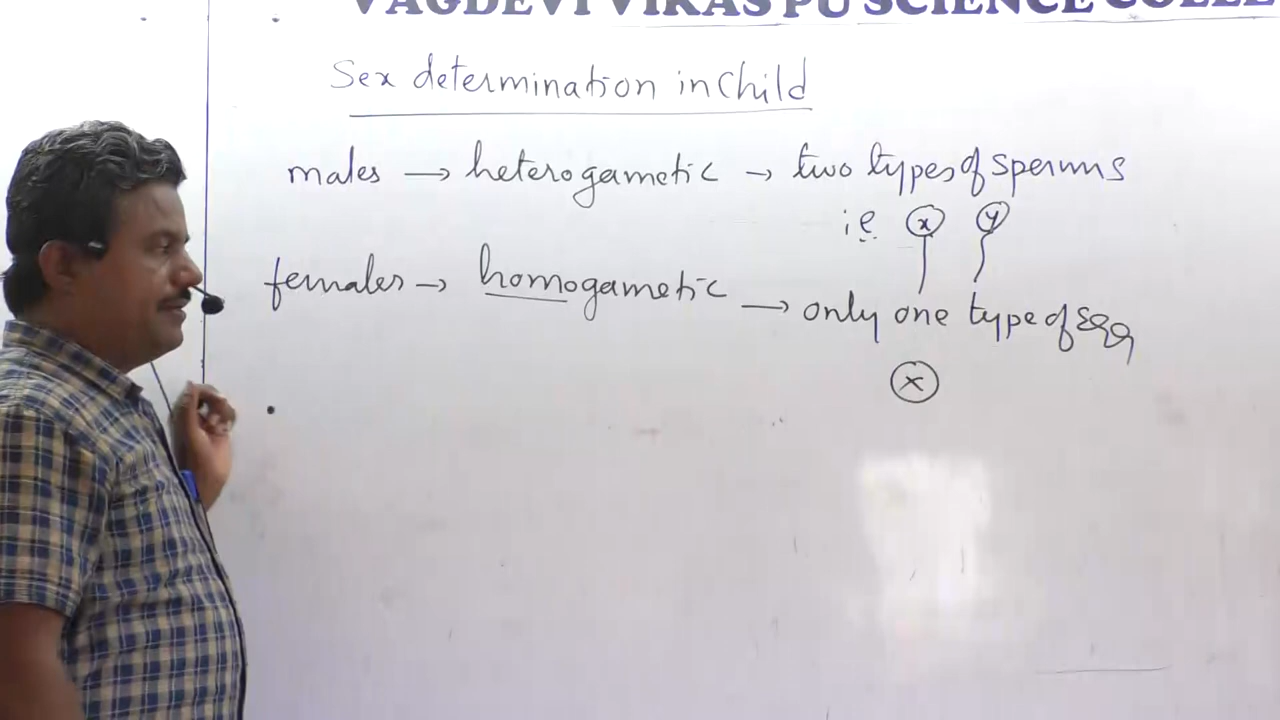 VAGDEVI VIKAS PU SCIENCE COLLE
Sex determination in child
males → heterogametic → two types of sperms
i.e x y
females → homogametic → only one type of egg
x